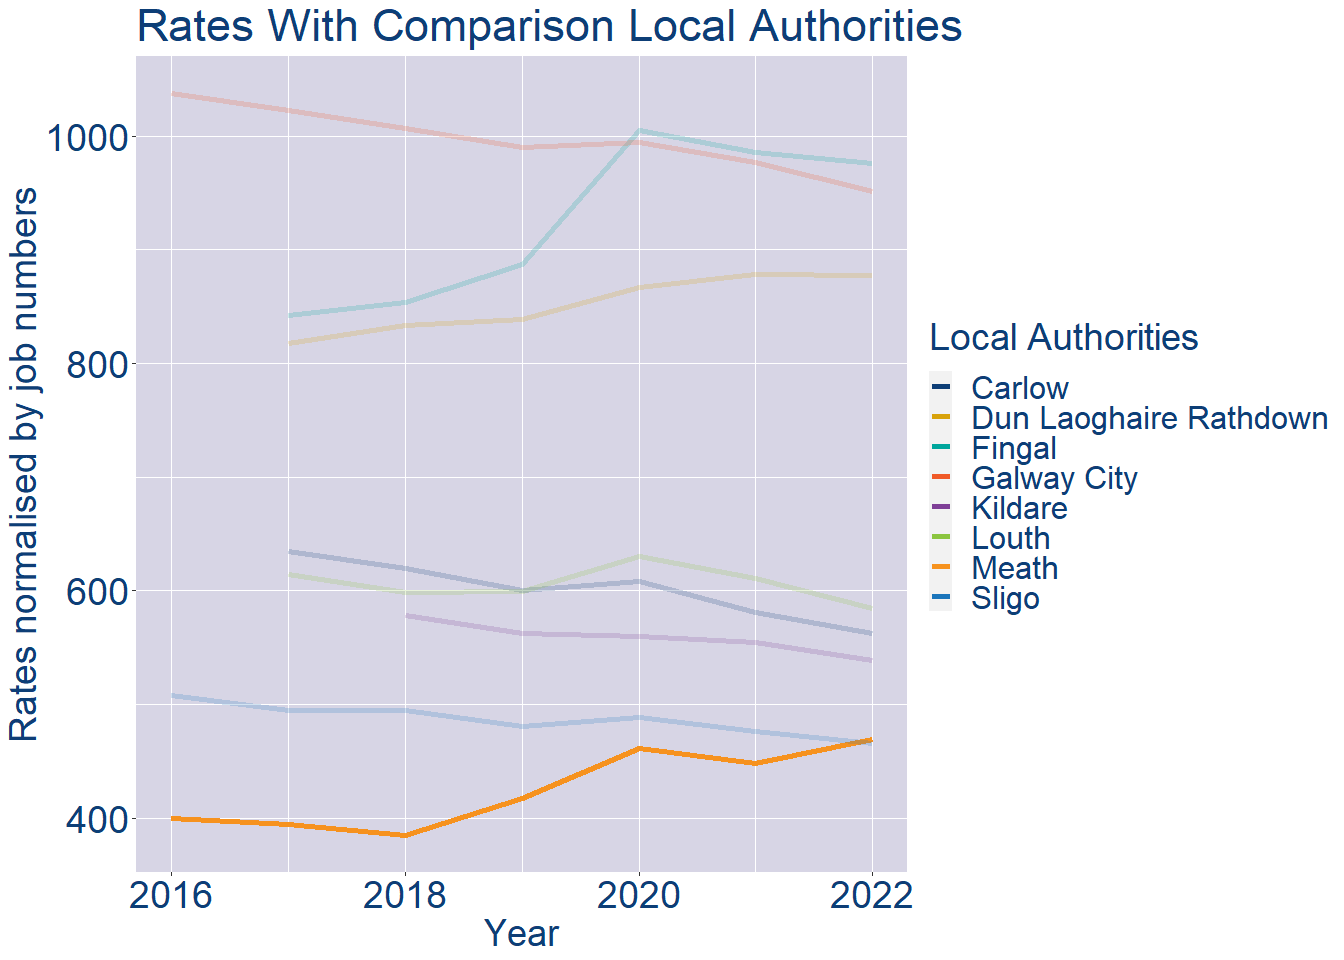 Rates With Comparison Local Authorities
Rates normalised by job numbers
1000
800
600
400
2016 2018 2020 2022
Year
Local Authorities
Carlow
Dun Laoghaire Rathdown
Fingal
Galway City
Kildare
Louth
Meath
Sligo